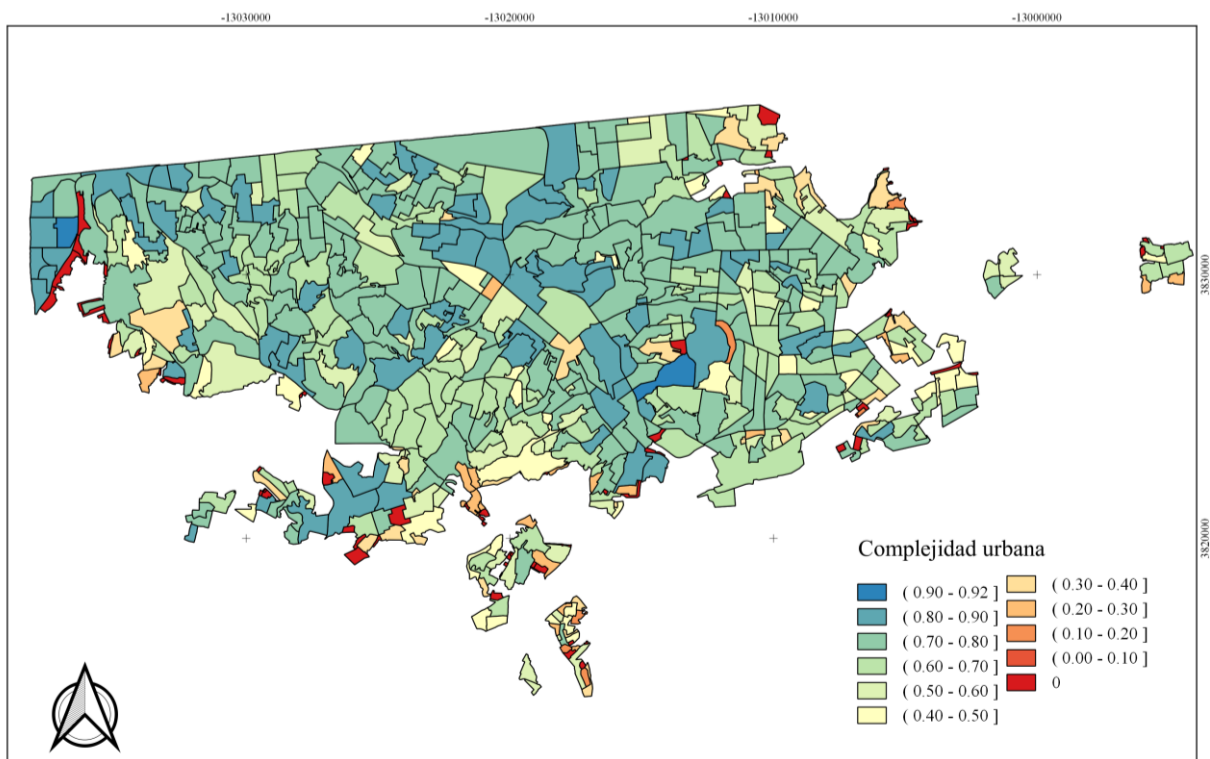 -13030000
-13020000
-13010000
-13000000
3830000
3820000
Complejidad urbana
( 0.90 - 0.92 ]
( 0.80 - 0.90 ]
( 0.70 - 0.80 ]
( 0.60 - 0.70 ]
( 0.50 - 0.60 ]
( 0.40 - 0.50 ]
( 0.30 - 0.40 ]
( 0.20 - 0.30 ]
( 0.10 - 0.20 ]
( 0.00 - 0.10 ]
0